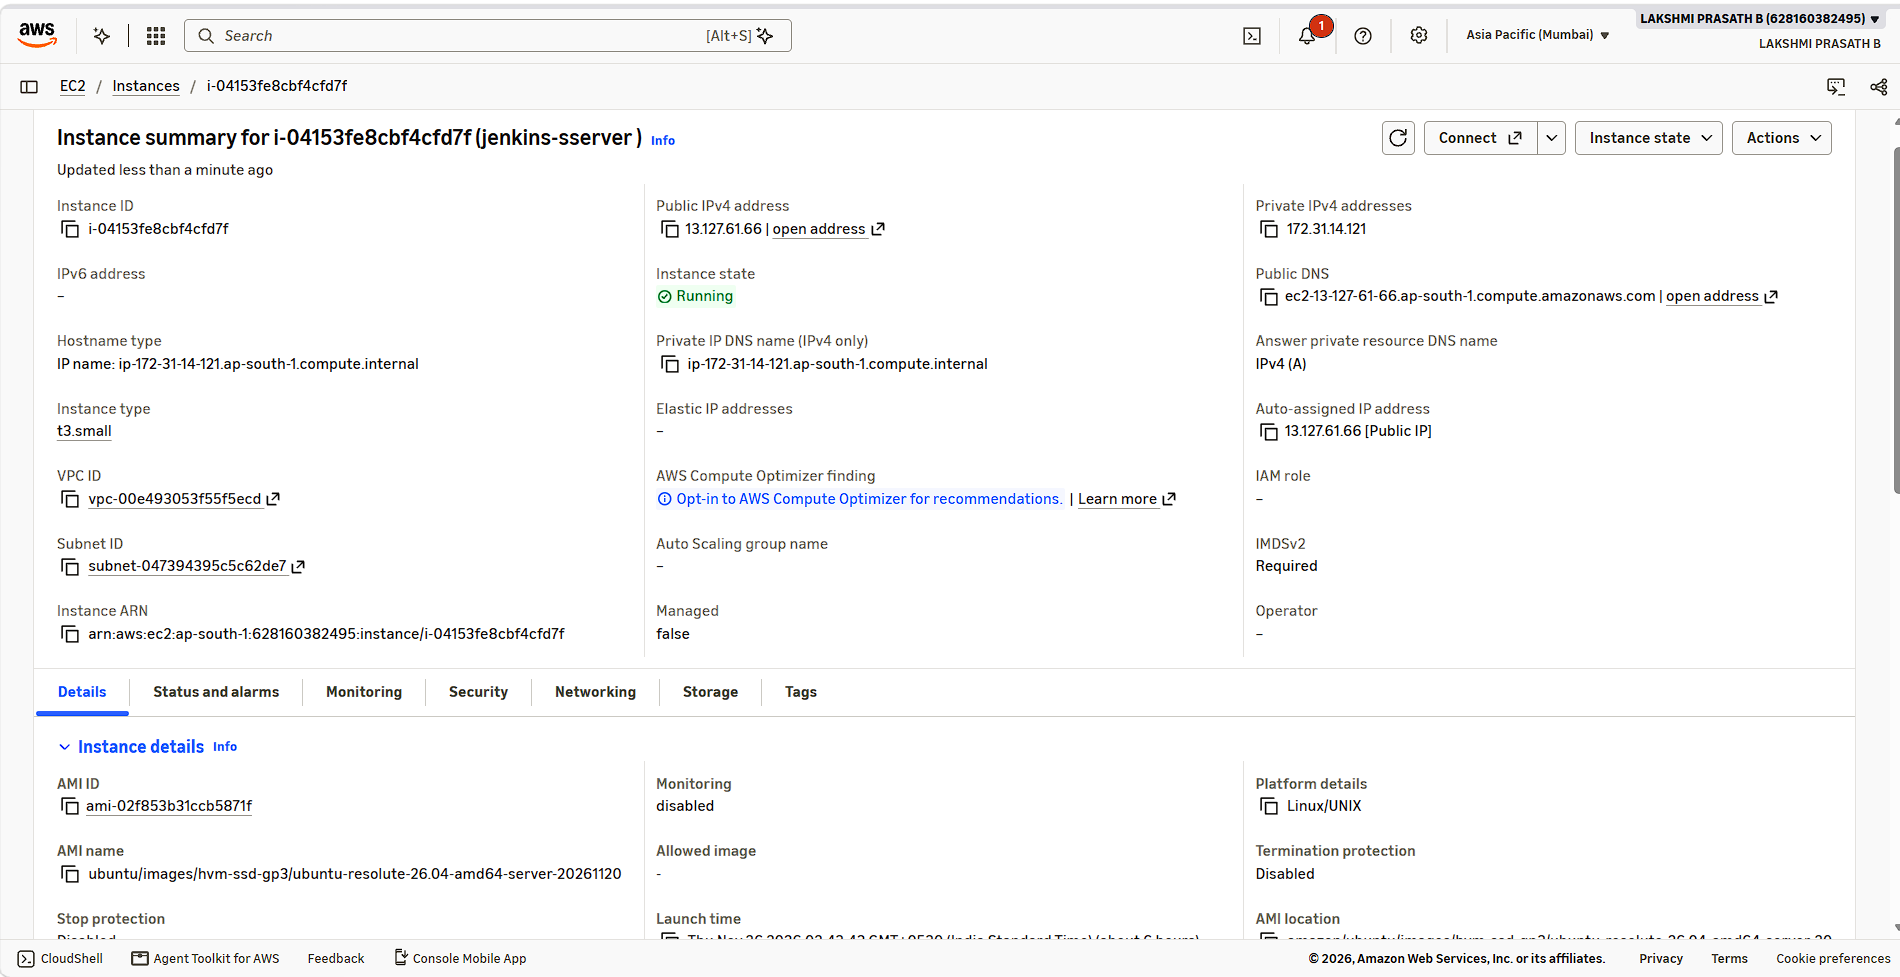 aws
Search [Alt+S]
1
Asia Pacific (Mumbai)
LAKSHMI PRASATH B (628160382495)
LAKSHMI PRASATH B
EC2 / Instances / i-04153fe8cbf4cfd7f
Instance summary for i-04153fe8cbf4cfd7f (jenkins-sserver ) Info
Connect
Instance state
Actions
Updated less than a minute ago
Instance ID
i-04153fe8cbf4cfd7f
Public IPv4 address
13.127.61.66 | open address
Private IPv4 addresses
172.31.14.121
IPv6 address
–
Instance state
Running
Public DNS
ec2-13-127-61-66.ap-south-1.compute.amazonaws.com | open address
Hostname type
IP name: ip-172-31-14-121.ap-south-1.compute.internal
Private IP DNS name (IPv4 only)
ip-172-31-14-121.ap-south-1.compute.internal
Answer private resource DNS name
IPv4 (A)
Instance type
t3.small
Elastic IP addresses
–
Auto-assigned IP address
13.127.61.66 [Public IP]
VPC ID
vpc-00e493053f55f5ecd
AWS Compute Optimizer finding
Opt-in to AWS Compute Optimizer for recommendations. | Learn more
IAM role
–
Subnet ID
subnet-047394395c5c62de7
Auto Scaling group name
–
IMDSv2
Required
Instance ARN
arn:aws:ec2:ap-south-1:628160382495:instance/i-04153fe8cbf4cfd7f
Managed
false
Operator
–
Details
Status and alarms
Monitoring
Security
Networking
Storage
Tags
Instance details Info
AMI ID
ami-02f853b31ccb5871f
Monitoring
disabled
Platform details
Linux/UNIX
AMI name
ubuntu/images/hvm-ssd-gp3/ubuntu-resolute-26.04-amd64-server-20261120
Allowed image
-
Termination protection
Disabled
Stop protection
Disabled
Launch time
AMI location
CloudShell
Agent Toolkit for AWS
Feedback
Console Mobile App
© 2026, Amazon Web Services, Inc. or its affiliates.
Privacy
Terms
Cookie preferences